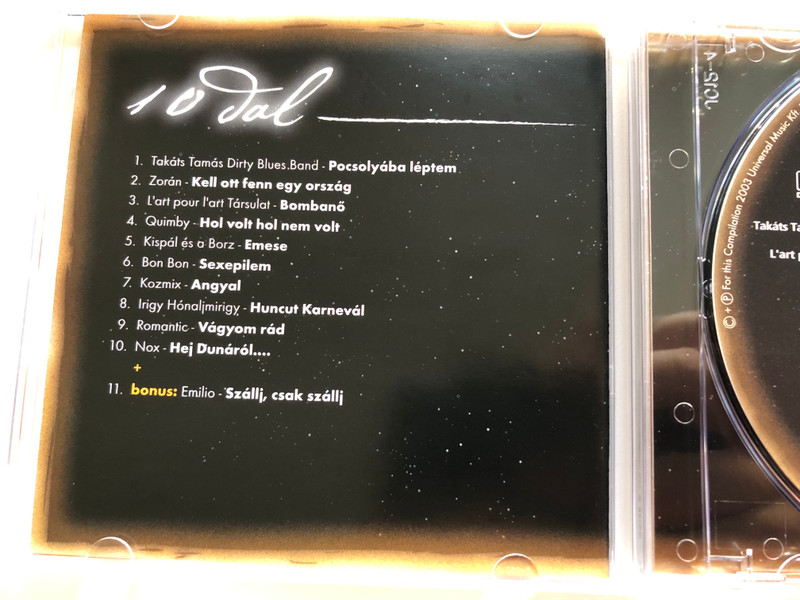 10 dal
1. Takáts Tamás Dirty Blues Band - Pocsolyába léptem
2. Zorán - Kell ott fenn egy ország
3. L'art pour l'art Társulat - Bombanő
4. Quimby - Hol volt hol nem volt
5. Kispál és a Borz - Emese
6. Bon Bon - Sexepilem
7. Kozmix - Angyal
8. Irigy Hónaljmirigy - Huncut Karnevál
9. Romantic - Vágyom rád
10. Nox - Hej Dunáról....
+
11. bonus: Emilio - Szállj, csak szállj
© + ℗ For this Compilation 2003 Universal Music Kft
Takáts Ta
L'art p